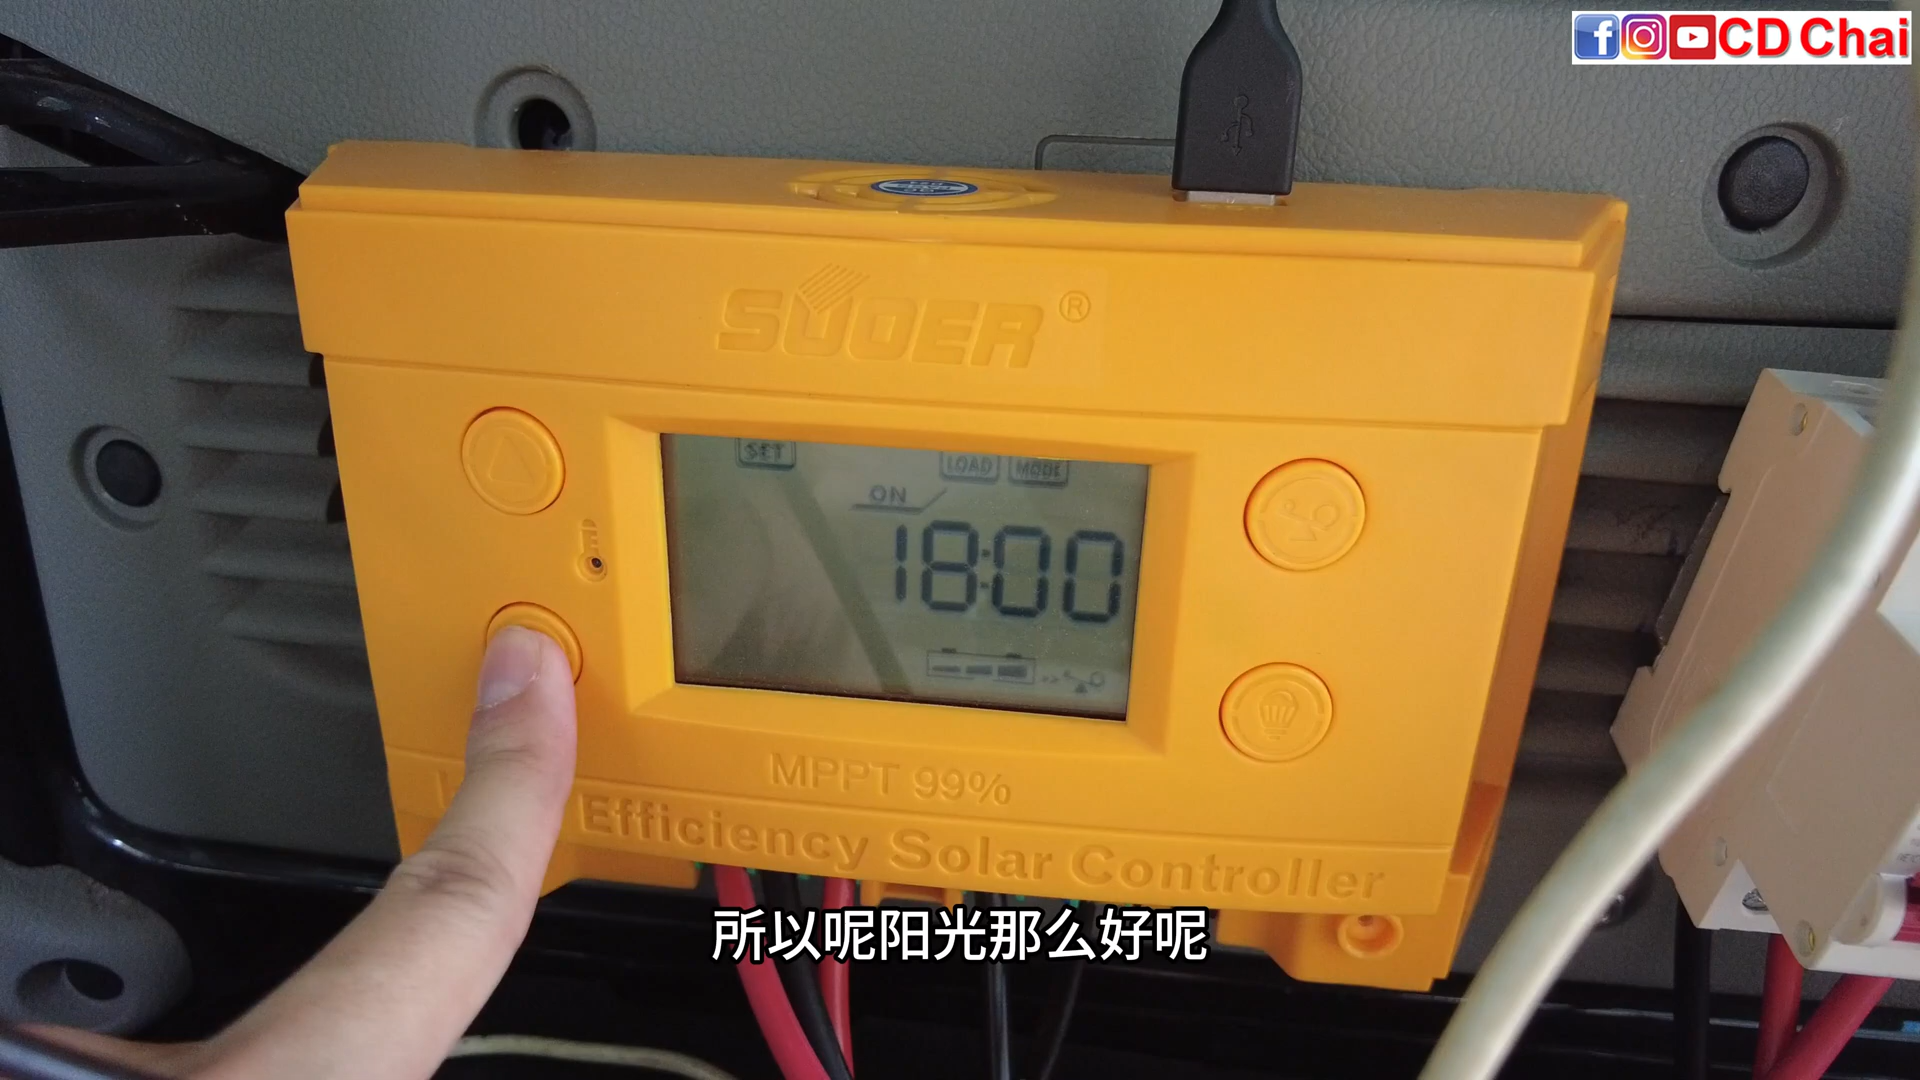 CD Chai
SUOER®
SET
LOAD MODE
ON
18:00
MPPT 99%
Efficiency Solar Controller
所以呢阳光那么好呢